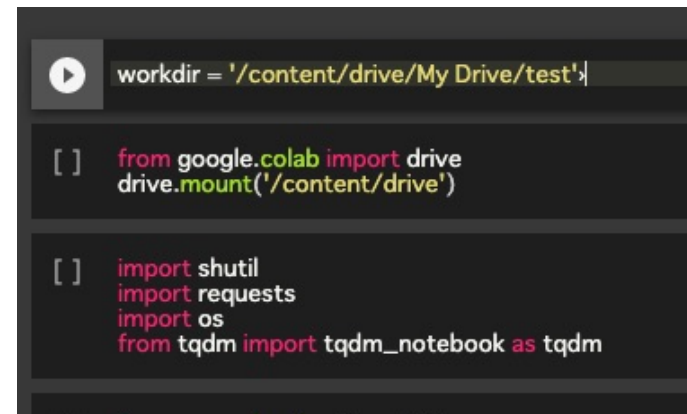 workdir = '/content/drive/My Drive/test'›
[ ] from google.colab import drive
drive.mount('/content/drive')
[ ] import shutil
import requests
import os
from tqdm import tqdm_notebook as tqdm